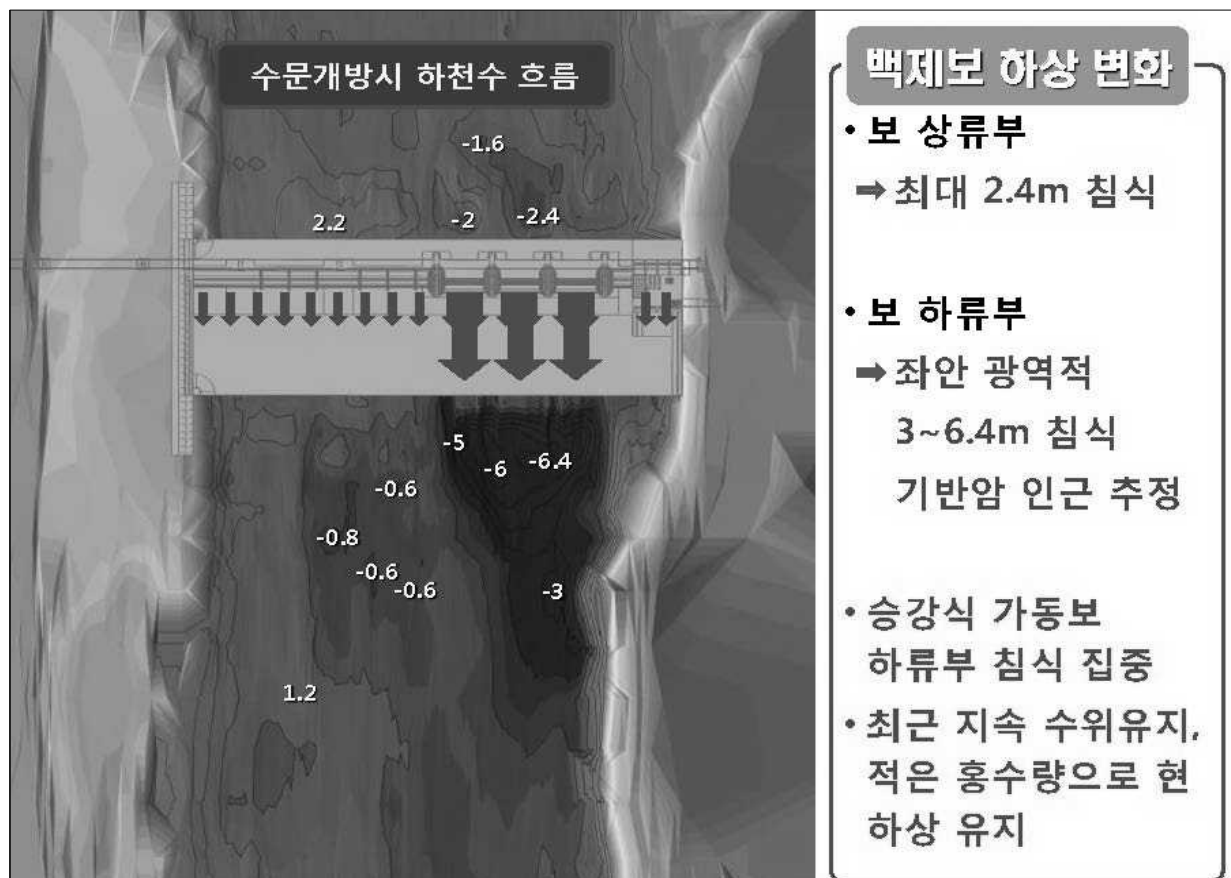 수문개방시 하천수 흐름
-1.6
2.2
-2
-2.4
-5
-6
-6.4
-0.6
-0.8
-0.6
-0.6
-3
1.2
백제보 하상 변화
• 보 상류부
➡ 최대 2.4m 침식
• 보 하류부
➡ 좌안 광역적
3~6.4m 침식
기반암 인근 추정
• 승강식 가동보
하류부 침식 집중
• 최근 지속 수위유지,
적은 홍수량으로 현
하상 유지